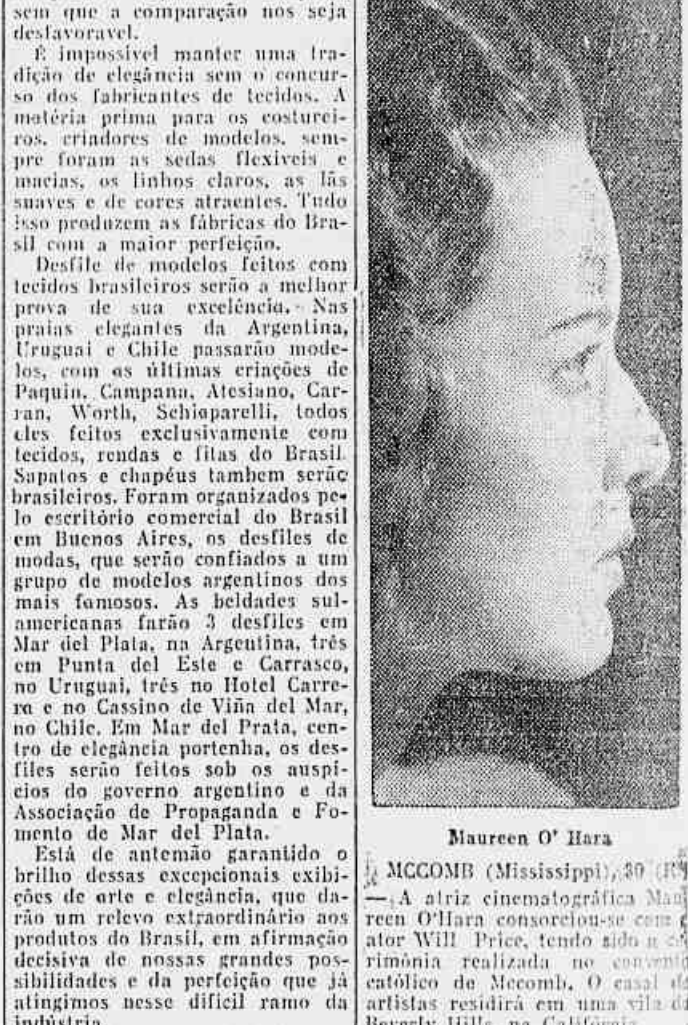 sem que a comparação nos seja
desfavoravel.
É impossivel manter uma tra-
dição de elegância sem o concur-
so dos fabricantes de tecidos. A
matéria prima para os costurei-
ros, criadores de modelos, sem-
pre foram as sedas flexiveis e
macias, os linhos claros, as lãs
suaves e de cores atraentes. Tudo
isso produzem as fábricas do Bra-
sil com a maior perfeição.
Desfile de modelos feitos com
tecidos brasileiros serão a melhor
prova de sua excelência. Nas
praias elegantes da Argentina,
Uruguai e Chile passarão mode-
los, com as últimas criações de
Paquin, Campana, Atesiano, Car-
ran, Worth, Schiaparelli, todos
eles feitos exclusivamente com
tecidos, rendas e fitas do Brasil.
Sapatos e chapéus tambem serão
brasileiros. Foram organizados pe-
lo escritório comercial do Brasil
em Buenos Aires, os desfiles de
modas, que serão confiados a um
grupo de modelos argentinos dos
mais famosos. As beldades sul-
americanas farão 3 desfiles em
Mar del Plata, na Argentina, três
em Punta del Este e Carrasco,
no Uruguai, três no Hotel Carre-
ra e no Cassino de Viña del Mar,
no Chile. Em Mar del Prata, cen-
tro de elegância portenha, os des-
files serão feitos sob os auspi-
cios do governo argentino e da
Associação de Propaganda e Fo-
mento de Mar del Plata.
Está de antemão garantido o
brilho dessas excepcionais exibi-
ções de arte e elegância, que da-
rão um relevo extraordinário aos
produtos do Brasil, em afirmação
decisiva de nossas grandes pos-
sibilidades e da perfeição que já
atingimos nesse dificil ramo da
indústria
Maureen O' Hara
MCCOMB (Mississippi), 30
— A atriz cinematográfica Mau-
reen O'Hara consorciou-se com
ator Will Price, tendo sido a ce-
rimônia realizada no convento
católico de Mccomb. O casal de
artistas residirá em uma vila de
Beverly Hills, na Califórnia